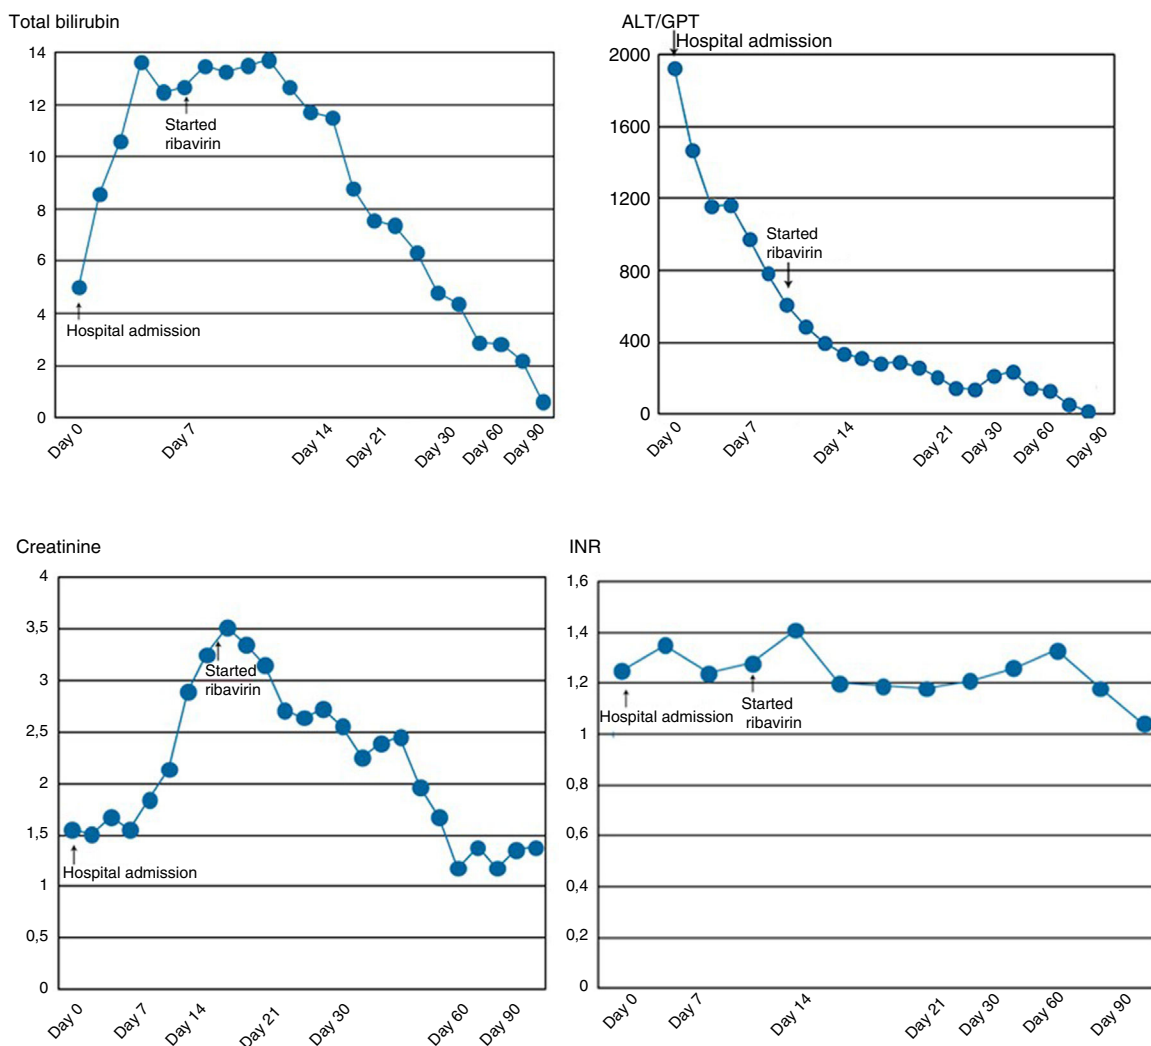 Total bilirubin
14
12
10
8
6
4
2
0
Started
ribavirin
Hospital admission
Day 0
Day 7
Day 14
Day 21
Day 30
Day 60
Day 90
ALT/GPT
Hospital admission
2000
1600
1200
800
400
0
Started
ribavirin
Day 0
Day 7
Day 14
Day 21
Day 30
Day 60
Day 90
Creatinine
4
3,5
3
2,5
2
1,5
1
0,5
0
Started
ribavirin
Hospital admission
Day 0
Day 7
Day 14
Day 21
Day 30
Day 60
Day 90
INR
1,6
1,4
1,2
1
0,8
0,6
0,4
0,2
0
Hospital admission
Started
ribavirin
Day 0
Day 7
Day 14
Day 21
Day 30
Day 60
Day 90